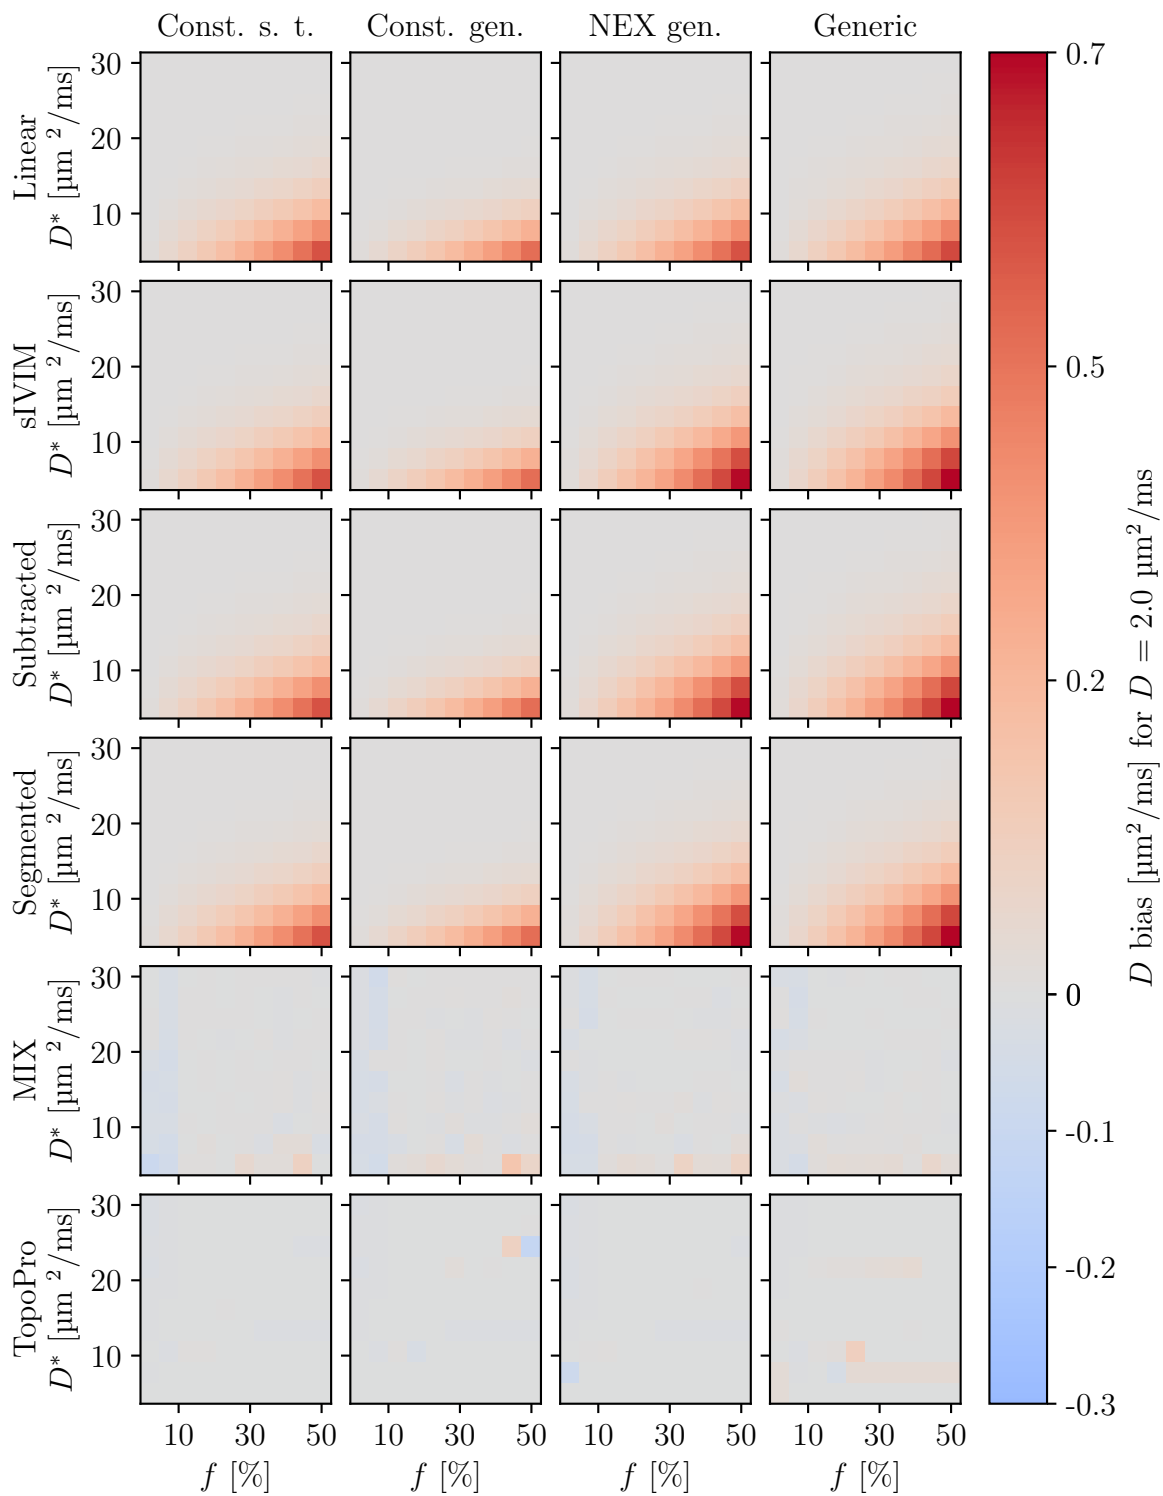 Const. s. t.
Const. gen.
NEX gen.
Generic
Linear
D* [µm ²/ms]
30
20
10
sIVIM
D* [µm ²/ms]
30
20
10
Subtracted
D* [µm ²/ms]
30
20
10
Segmented
D* [µm ²/ms]
30
20
10
MIX
D* [µm ²/ms]
30
20
10
TopoPro
D* [µm ²/ms]
30
20
10
10 30 50
10 30 50
10 30 50
10 30 50
f [%]
f [%]
f [%]
f [%]
0.7
0.5
0.2
0
-0.1
-0.2
-0.3
D bias [µm²/ms] for D = 2.0 µm²/ms